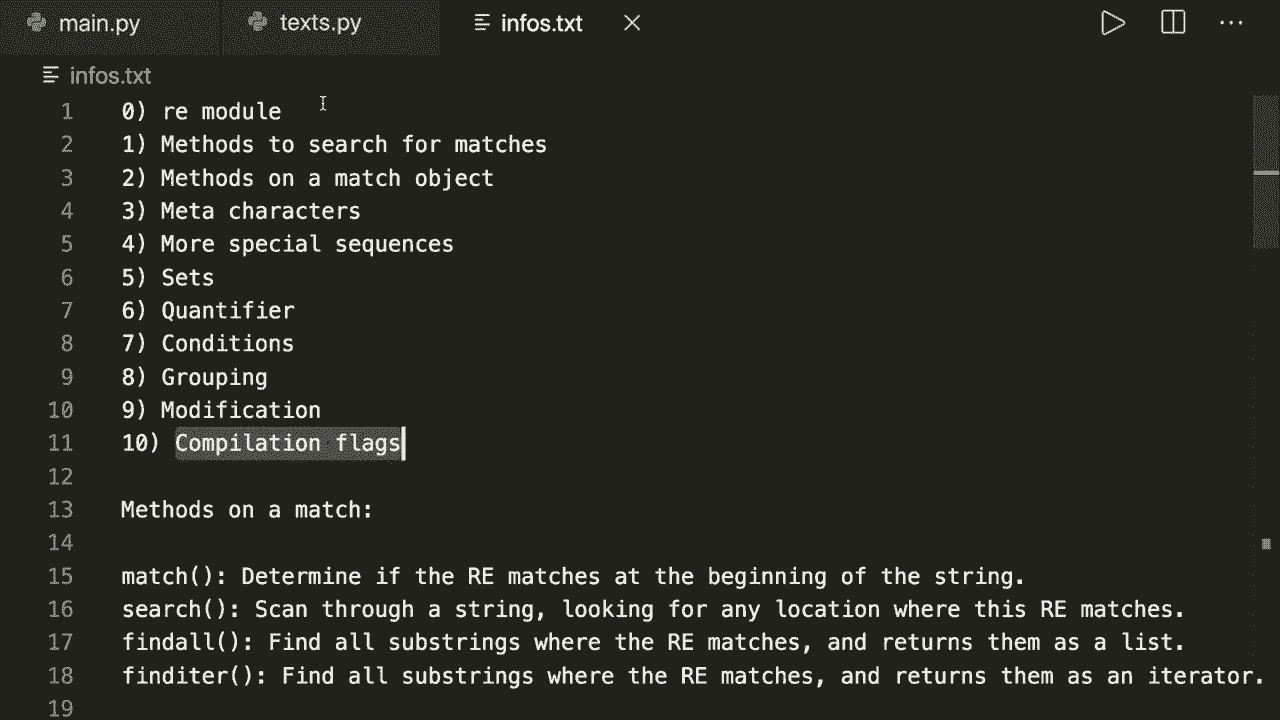 main.py texts.py infos.txt
infos.txt
1 0) re module
2 1) Methods to search for matches
3 2) Methods on a match object
4 3) Meta characters
5 4) More special sequences
6 5) Sets
7 6) Quantifier
8 7) Conditions
9 8) Grouping
10 9) Modification
11 10) Compilation flags
12
13 Methods on a match:
14
15 match(): Determine if the RE matches at the beginning of the string.
16 search(): Scan through a string, looking for any location where this RE matches.
17 findall(): Find all substrings where the RE matches, and returns them as a list.
18 finditer(): Find all substrings where the RE matches, and returns them as an iterator.
19